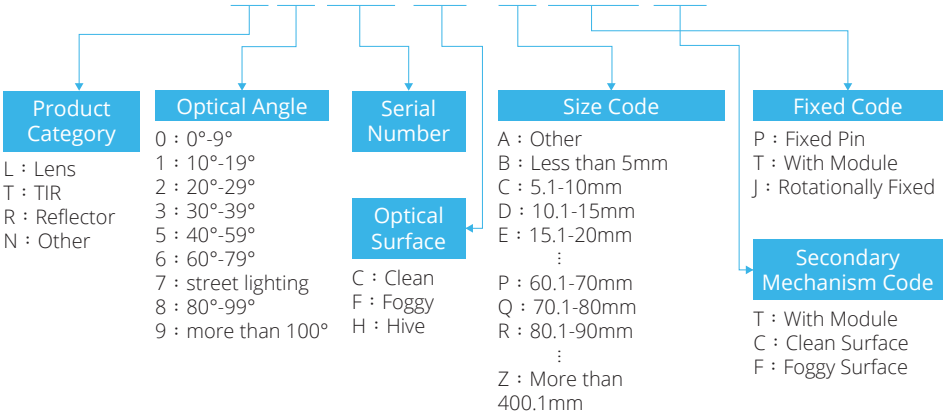 Product
Category
L：Lens
T：TIR
R：Reflector
N：Other
Optical Angle
0：0°-9°
1：10°-19°
2：20°-29°
3：30°-39°
5：40°-59°
6：60°-79°
7：street lighting
8：80°-99°
9：more than 100°
Serial
Number
Optical
Surface
C：Clean
F：Foggy
H：Hive
Size Code
A：Other
B：Less than 5mm
C：5.1-10mm
D：10.1-15mm
E：15.1-20mm
⋮
P：60.1-70mm
Q：70.1-80mm
R：80.1-90mm
⋮
Z：More than
400.1mm
Fixed Code
P：Fixed Pin
T：With Module
J：Rotationally Fixed
Secondary
Mechanism Code
T：With Module
C：Clean Surface
F：Foggy Surface